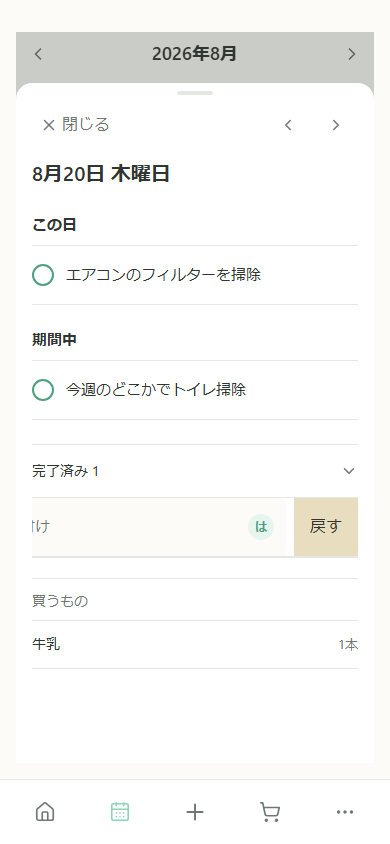 2026年8月
閉じる
8月20日 木曜日
この日
エアコンのフィルターを掃除
期間中
今週のどこかでトイレ掃除
完了済み 1
け は 戻す
買うもの
牛乳 1本